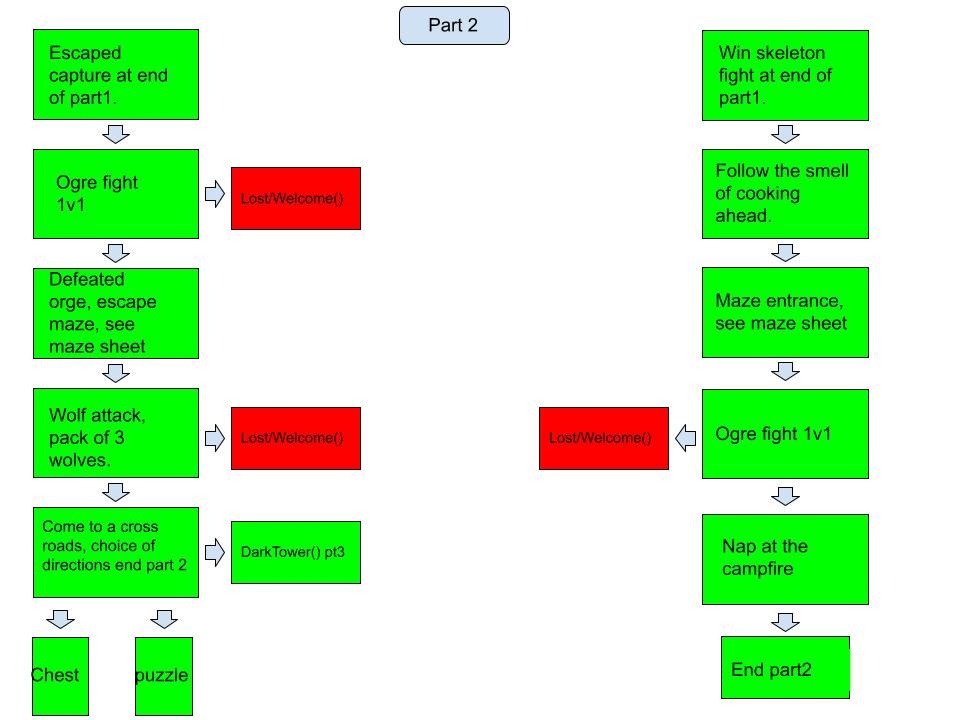 Part 2
Escaped
capture at end
of part1.
Ogre fight
1v1
Lost/Welcome()
Defeated
orge, escape
maze, see
maze sheet
Wolf attack,
pack of 3
wolves.
Lost/Welcome()
Come to a cross
roads, choice of
directions end part 2
DarkTower() pt3
Chest
puzzle
Win skeleton
fight at end of
part1.
Follow the smell
of cooking
ahead.
Maze entrance,
see maze sheet
Ogre fight 1v1
Lost/Welcome()
Nap at the
campfire
End part2